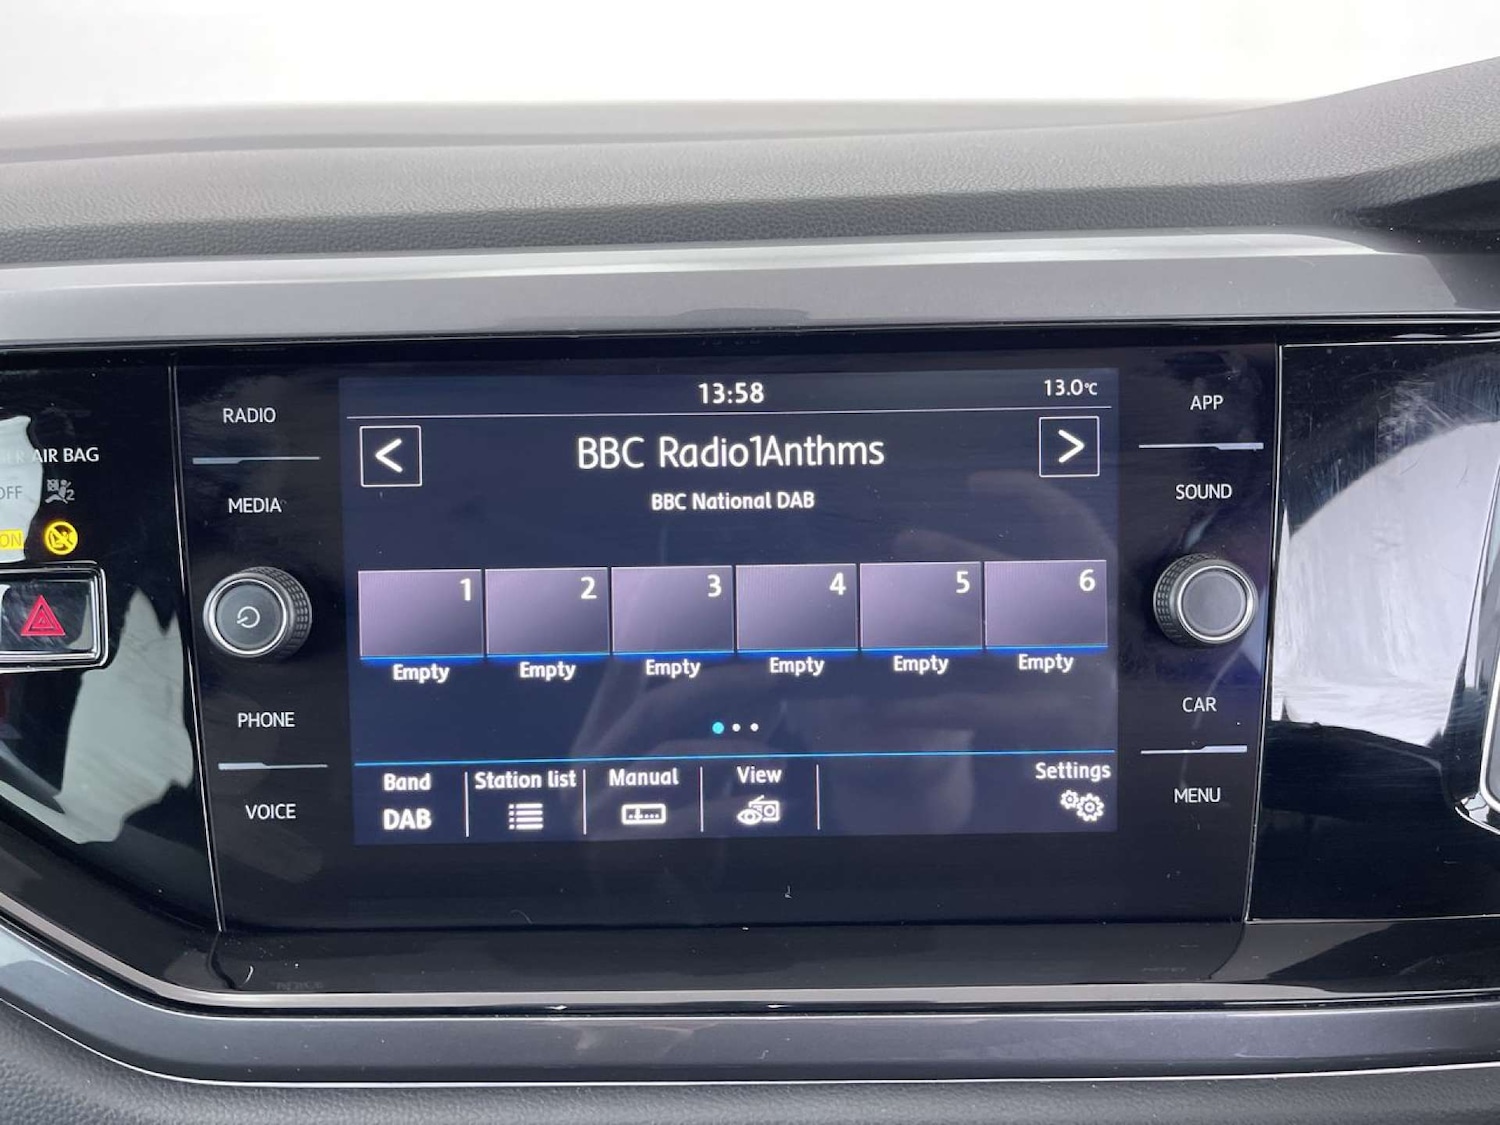 13:58
13.0°C
RADIO
APP
<
BBC Radio1Anthms
>
BBC National DAB
AIR BAG
OFF
2
ON
MEDIA
SOUND
1
2
3
4
5
6
Empty
Empty
Empty
Empty
Empty
Empty
PHONE
CAR
Band
Station list
Manual
View
Settings
DAB
VOICE
MENU